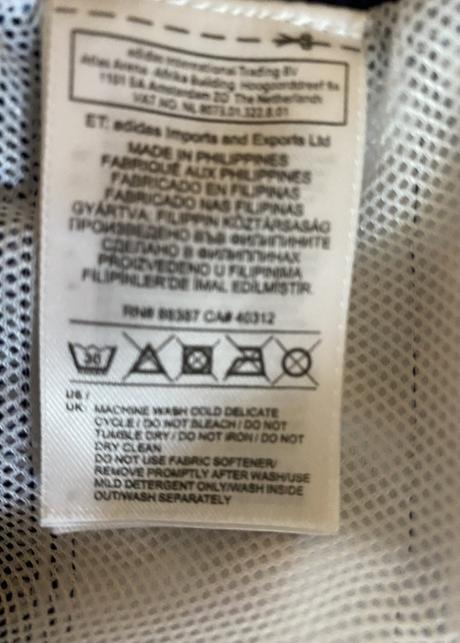 adidas International Trading BV
Atlas Arena Afrika Building Hoogoorddreef 9a
1101 BA Amsterdam ZO The Netherlands
VAT NO. NL 8073.01.322.B.01
ET: adidas Imports and Exports Ltd
MADE IN PHILIPPINES
FABRIQUÉ AUX PHILIPPINES
FABRICADO EN FILIPINAS
FABRICADO NAS FILIPINAS
GYÁRTVA: FILIPPIN KÖZTÁRSASÁG
ПРОИЗВЕДЕНО ВЪВ ФИЛИПИНИТЕ
СДЕЛАНО В ФИЛИППИНАХ
PROIZVEDENO U FILIPINIMA
FILIPINLER'DE IMAL EDILMIŞTIR.
RN# 88387 CA# 40312
30
US /
UK: MACHINE WASH COLD DELICATE
CYCLE / DO NOT BLEACH / DO NOT
TUMBLE DRY / DO NOT IRON / DO NOT
DRY CLEAN
DO NOT USE FABRIC SOFTENER/
REMOVE PROMPTLY AFTER WASH/USE
MILD DETERGENT ONLY/WASH INSIDE
OUT/WASH SEPARATELY